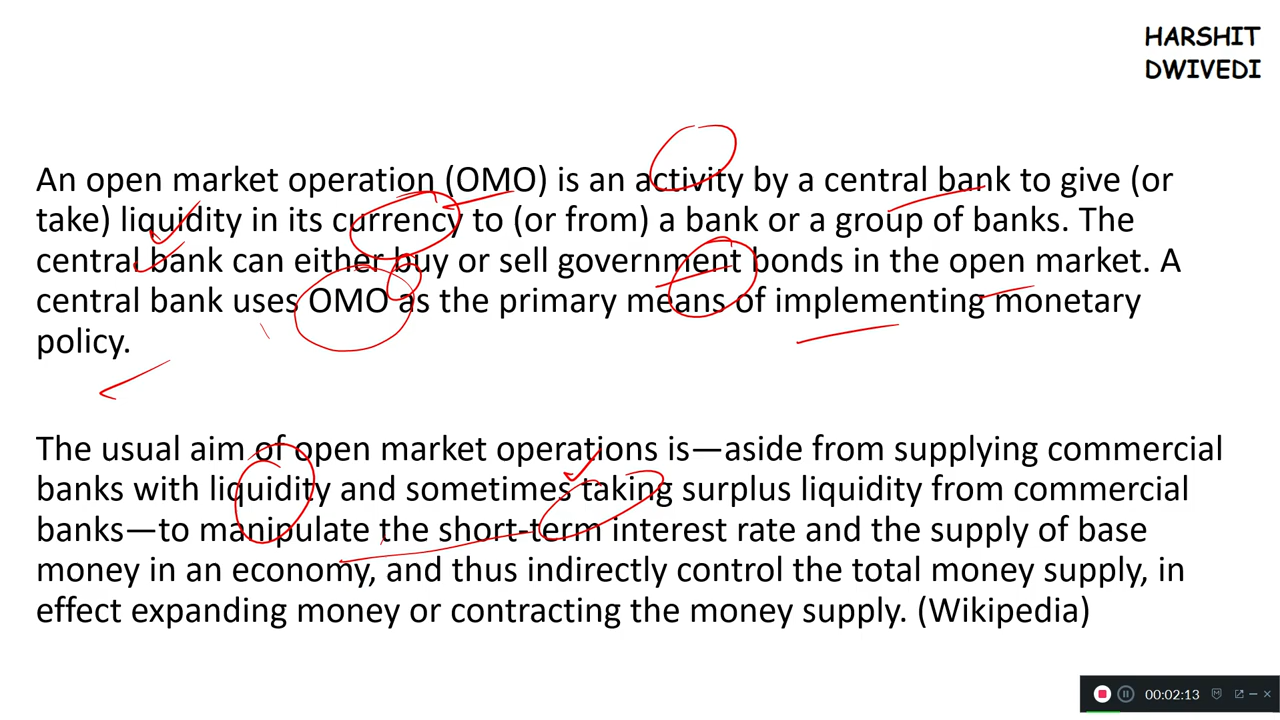 HARSHIT
DWIVEDI
An open market operation (OMO) is an activity by a central bank to give (or
take) liquidity in its currency to (or from) a bank or a group of banks. The
central bank can either buy or sell government bonds in the open market. A
central bank uses OMO as the primary means of implementing monetary
policy.
The usual aim of open market operations is—aside from supplying commercial
banks with liquidity and sometimes taking surplus liquidity from commercial
banks—to manipulate the short-term interest rate and the supply of base
money in an economy, and thus indirectly control the total money supply, in
effect expanding money or contracting the money supply. (Wikipedia)
00:02:13